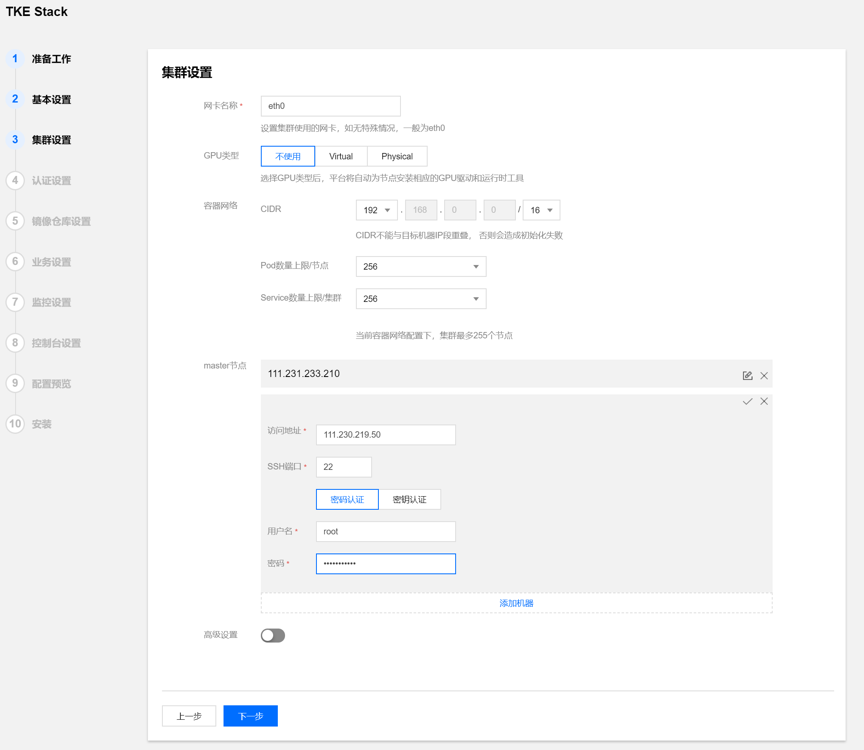 TKE Stack
1 准备工作
2 基本设置
3 集群设置
4 认证设置
5 镜像仓库设置
6 业务设置
7 监控设置
8 控制台设置
9 配置预览
10 安装
集群设置
网卡名称* eth0
设置集群使用的网卡，如无特殊情况，一般为eth0
GPU类型 不使用 Virtual Physical
选择GPU类型后，平台将自动为节点安装相应的GPU驱动和运行时工具
容器网络 CIDR 192 . 168 . 0 . 0 / 16
CIDR不能与目标机器IP段重叠， 否则会造成初始化失败
Pod数量上限/节点 256
Service数量上限/集群 256
当前容器网络配置下，集群最多255个节点
master节点 111.231.233.210
访问地址* 111.230.219.50
SSH端口* 22
密码认证 密钥认证
用户名* root
密码* •••••••••••
添加机器
高级设置
上一步 下一步